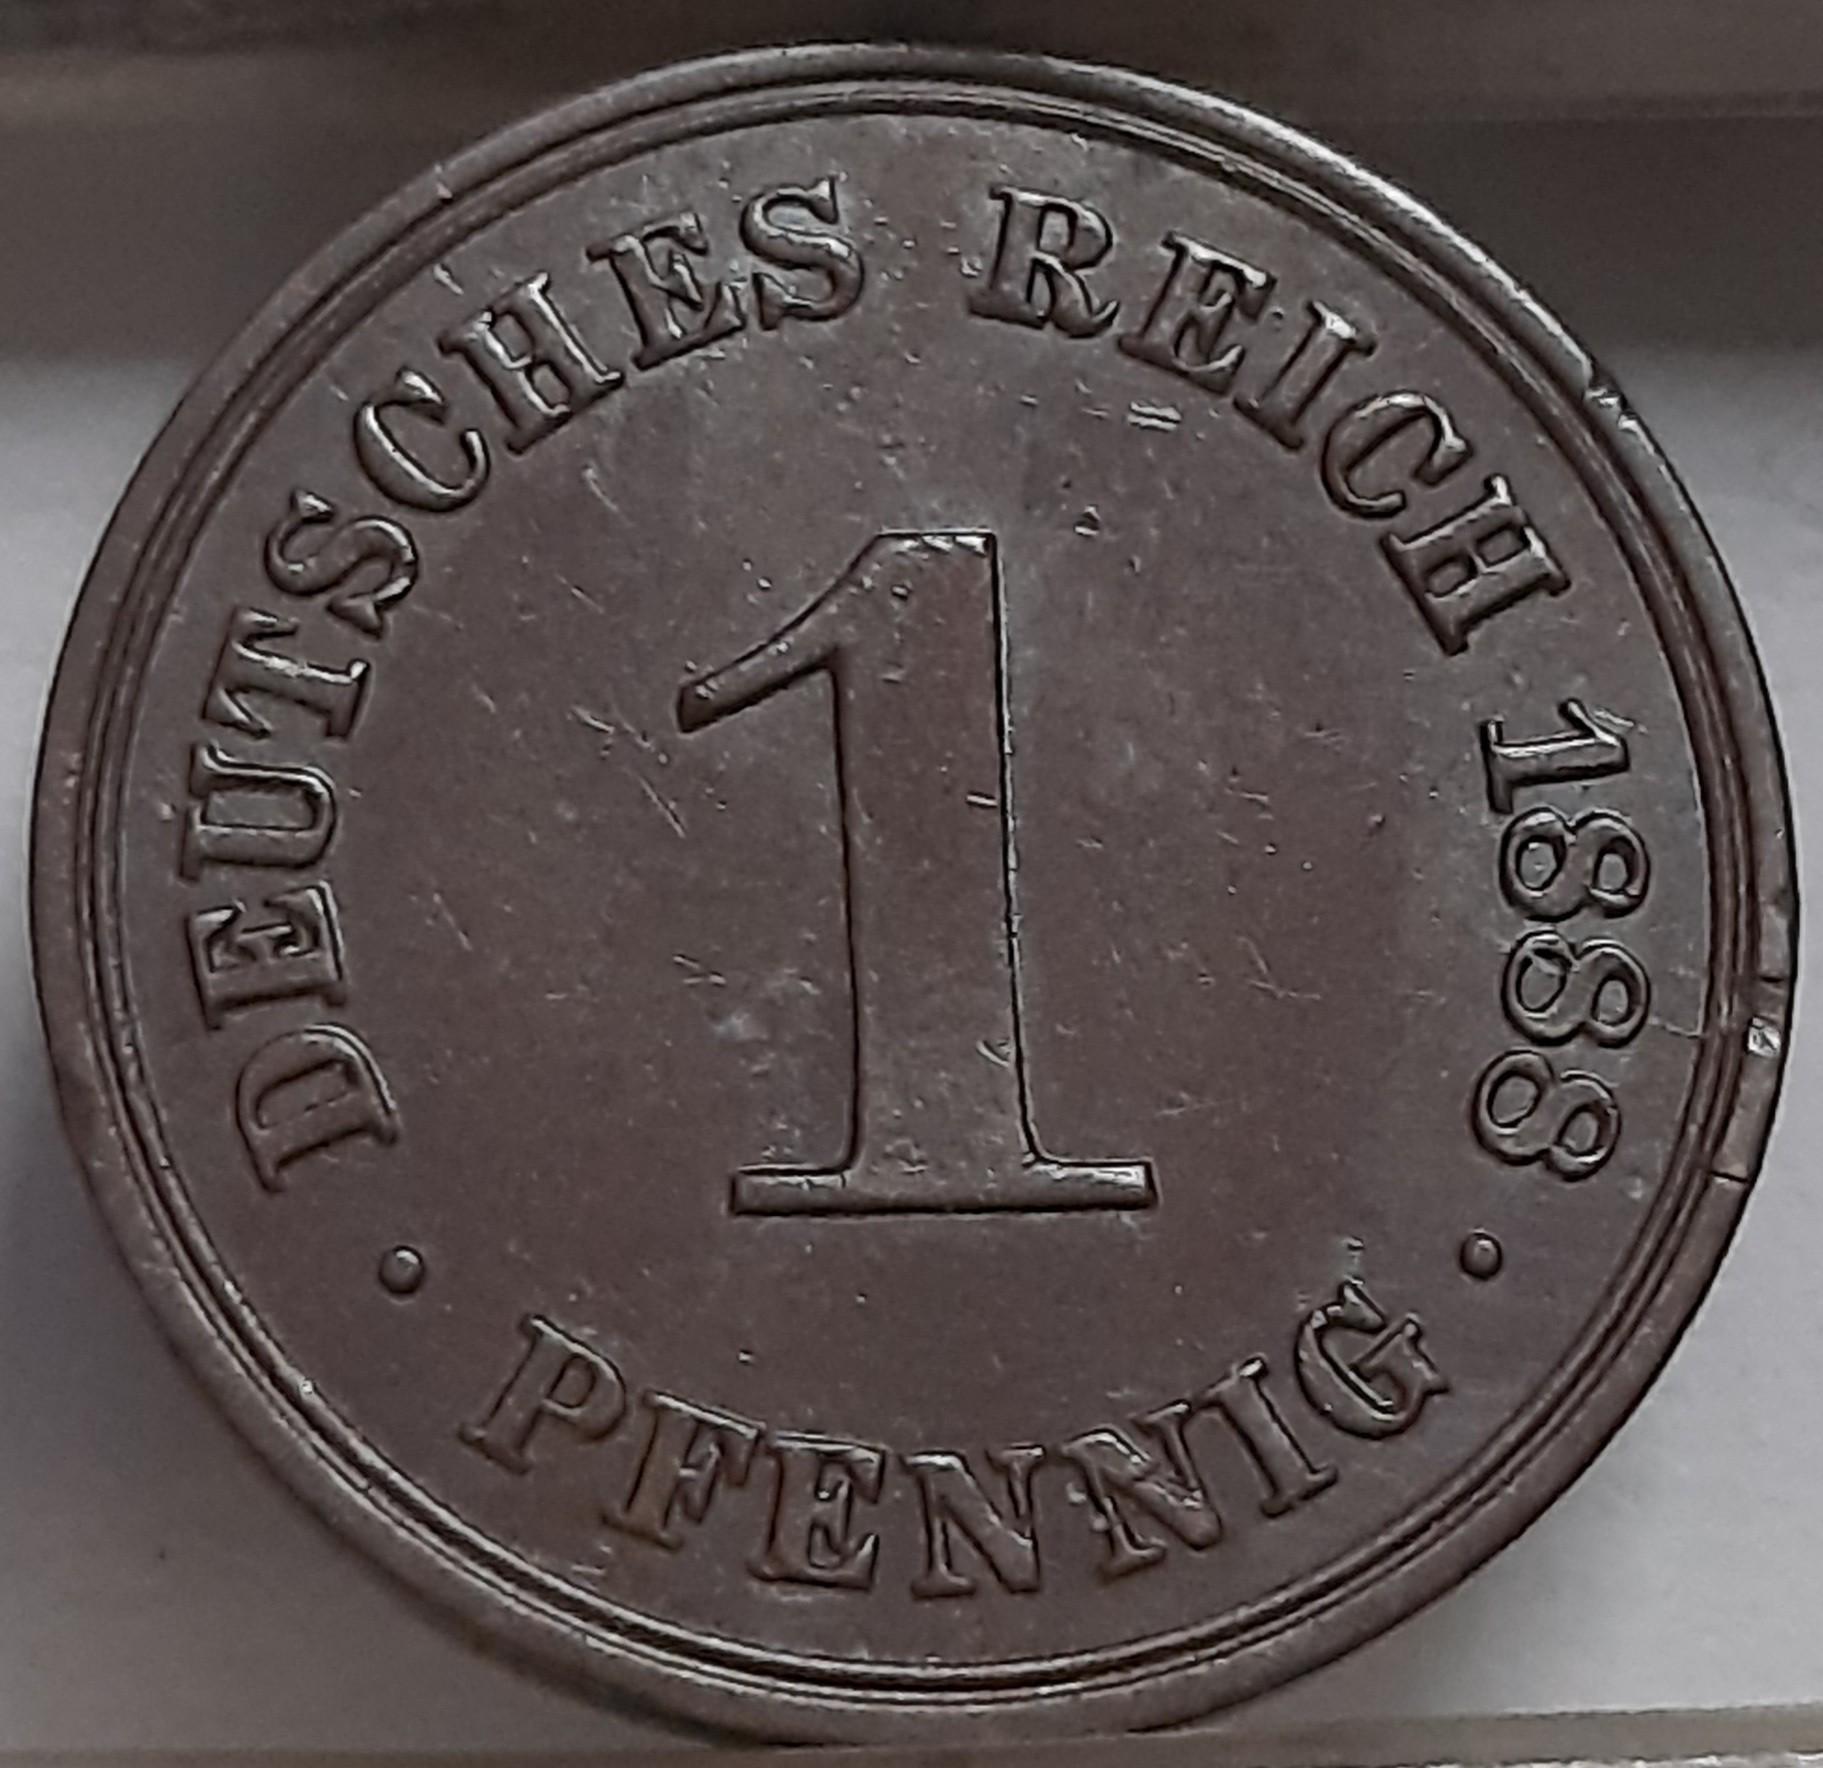 DEUTSCHES REICH 1888
1
• PFENNIG •